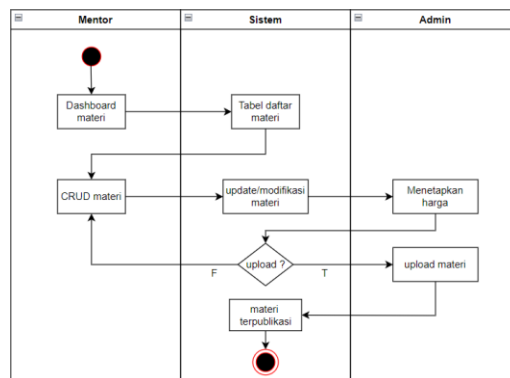 Mentor
Sistem
Admin
Dashboard
materi
Tabel daftar
materi
CRUD materi
update/modifikasi
materi
Menetapkan
harga
F
upload ?
T
upload materi
materi
terpublikasi